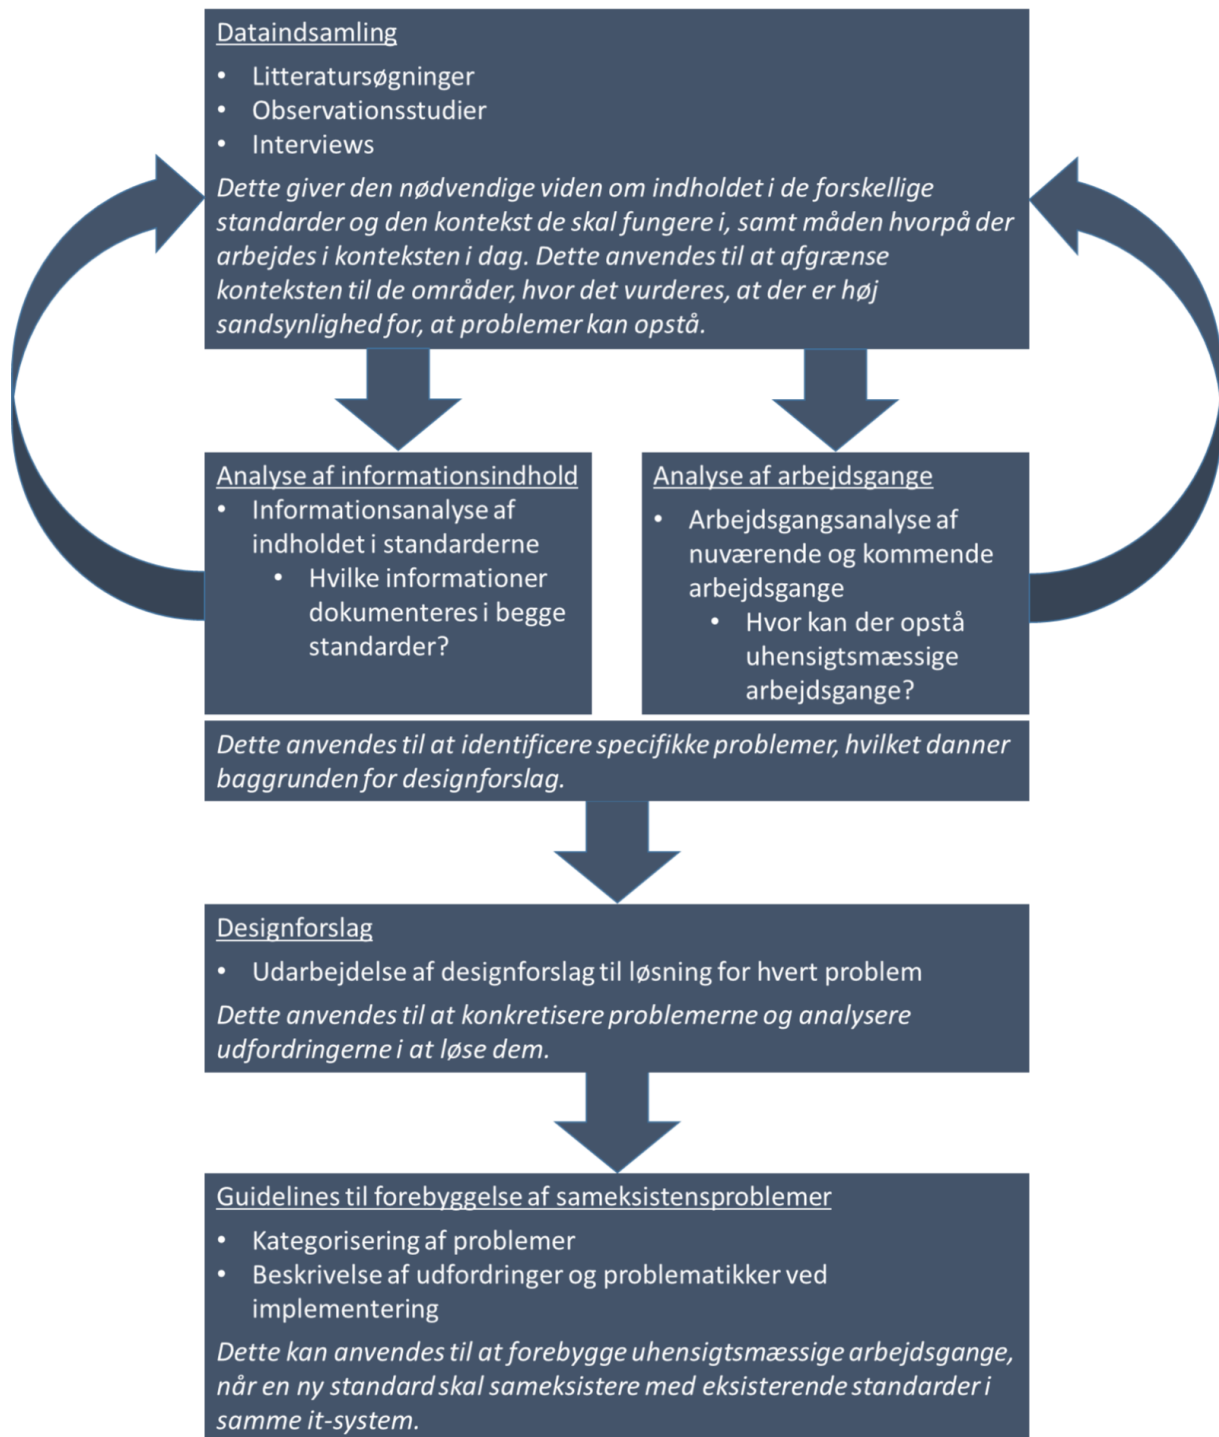 Dataindsamling
• Litteratursøgninger
• Observationsstudier
• Interviews
Dette giver den nødvendige viden om indholdet i de forskellige
standarder og den kontekst de skal fungere i, samt måden hvorpå der
arbejdes i konteksten i dag. Dette anvendes til at afgrænse
konteksten til de områder, hvor det vurderes, at der er høj
sandsynlighed for, at problemer kan opstå.
Analyse af informationsindhold
• Informationsanalyse af
indholdet i standarderne
• Hvilke informationer
dokumenteres i begge
standarder?
Analyse af arbejdsgange
• Arbejdsgangsanalyse af
nuværende og kommende
arbejdsgange
• Hvor kan der opstå
uhensigtsmæssige
arbejdsgange?
Dette anvendes til at identificere specifikke problemer, hvilket danner
baggrunden for designforslag.
Designforslag
• Udarbejdelse af designforslag til løsning for hvert problem
Dette anvendes til at konkretisere problemerne og analysere
udfordringerne i at løse dem.
Guidelines til forebyggelse af sameksistensproblemer
• Kategorisering af problemer
• Beskrivelse af udfordringer og problematikker ved
implementering
Dette kan anvendes til at forebygge uhensigtsmæssige arbejdsgange,
når en ny standard skal sameksistere med eksisterende standarder i
samme it-system.